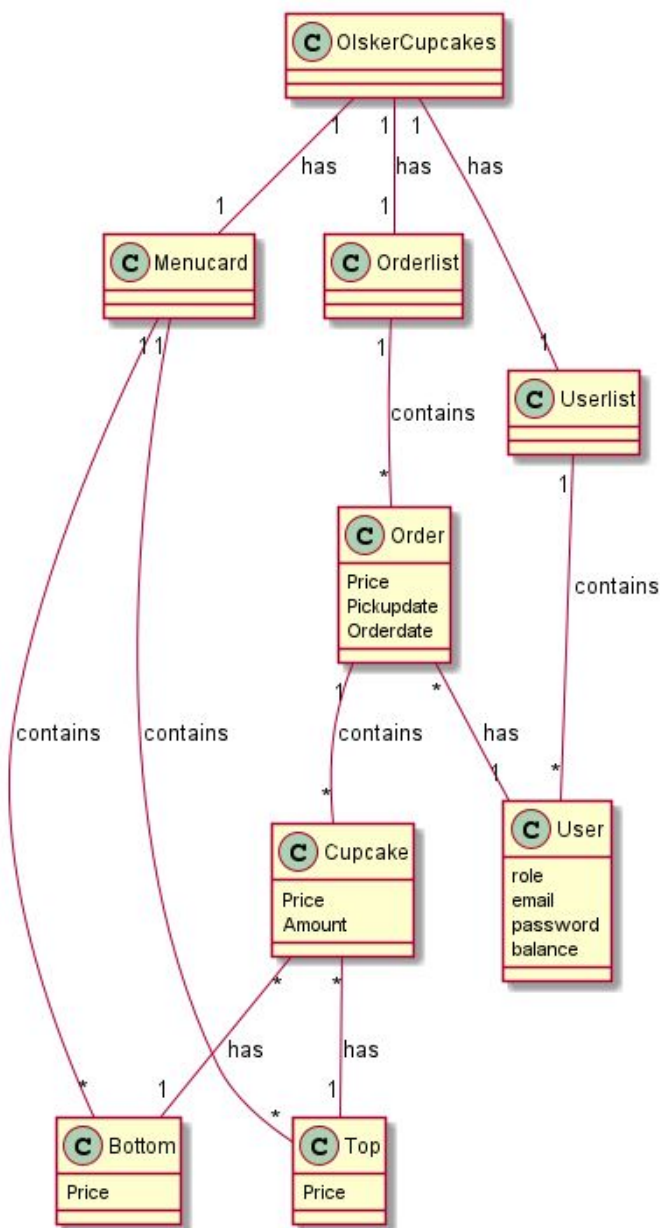 C OlskerCupcakes
1 1 1
has has has
1 1
C Menucard C Orderlist
1
C Userlist
1 1 1
contains
1
*
contains
C Order
Price
Pickupdate
Orderdate
1 *
contains contains contains has
* 1 *
C Cupcake C User
Price
Amount
role
email
password
balance
* *
has has
* 1 * 1
C Bottom C Top
Price Price